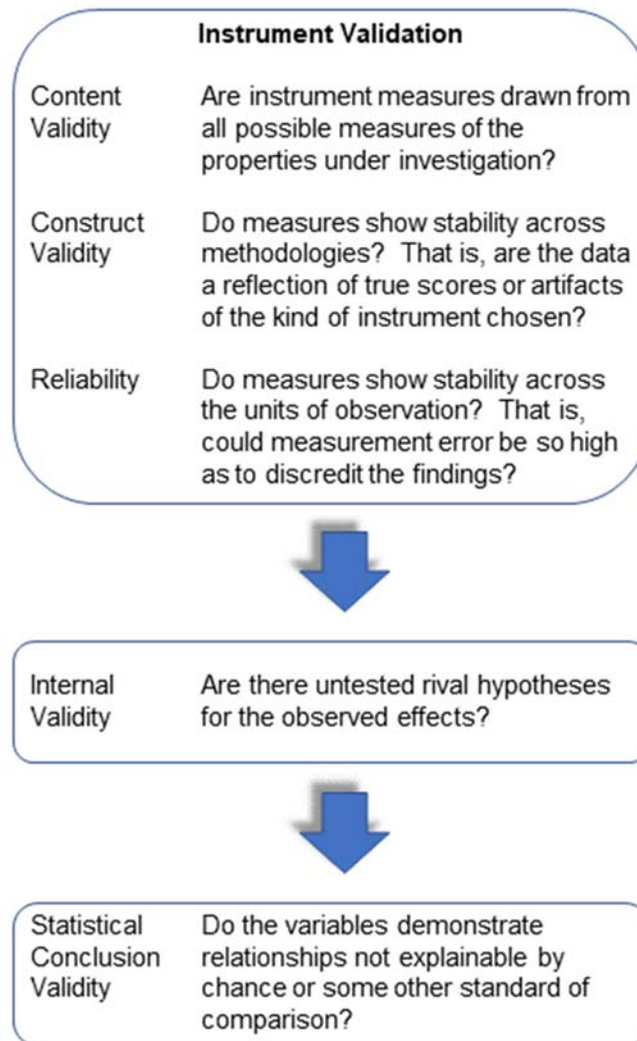 Instrument Validation
Content Validity
Are instrument measures drawn from
all possible measures of the
properties under investigation?
Construct Validity
Do measures show stability across
methodologies? That is, are the data
a reflection of true scores or artifacts
of the kind of instrument chosen?
Reliability
Do measures show stability across
the units of observation? That is,
could measurement error be so high
as to discredit the findings?
Internal Validity
Are there untested rival hypotheses
for the observed effects?
Statistical Conclusion Validity
Do the variables demonstrate
relationships not explainable by
chance or some other standard of
comparison?